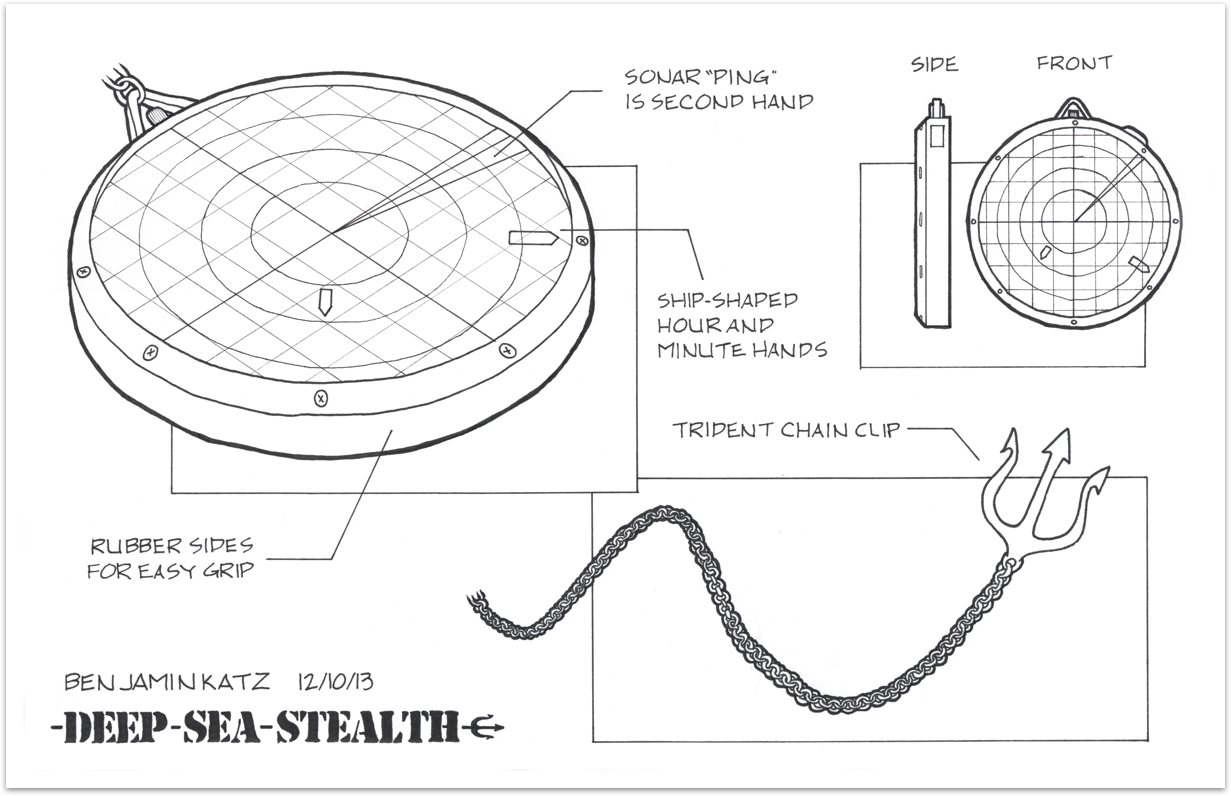 SIDE
FRONT
SONAR "PING"
IS SECOND HAND
SHIP-SHAPED
HOUR AND
MINUTE HANDS
TRIDENT CHAIN CLIP
RUBBER SIDES
FOR EASY GRIP
BENJAMIN KATZ 12/10/13
-DEEP-SEA-STEALTH-